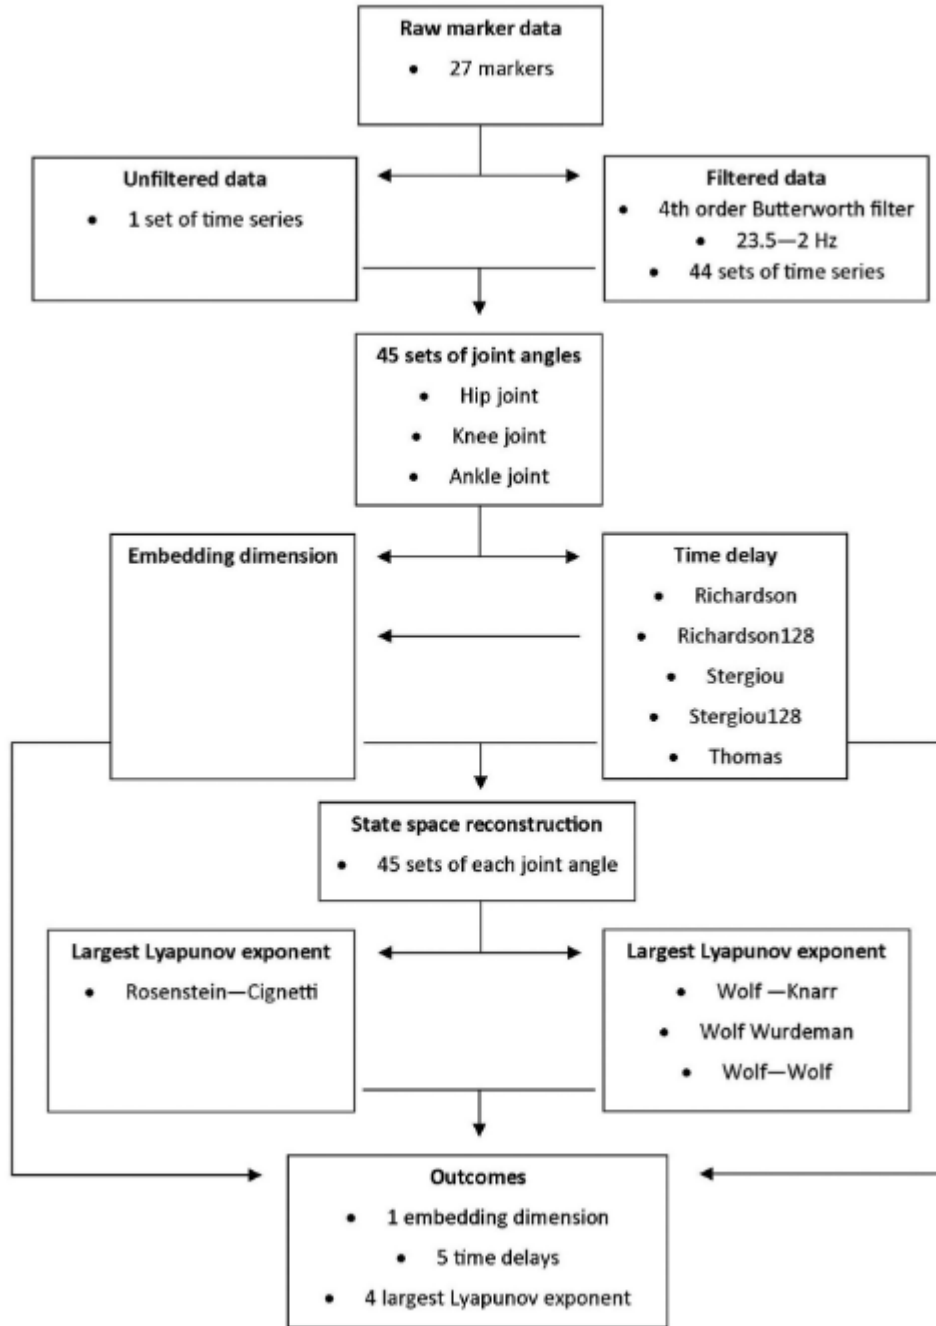 Raw marker data
• 27 markers
Unfiltered data
• 1 set of time series
Filtered data
• 4th order Butterworth filter
• 23.5—2 Hz
• 44 sets of time series
45 sets of joint angles
• Hip joint
• Knee joint
• Ankle joint
Embedding dimension
Time delay
• Richardson
• Richardson128
• Stergiou
• Stergiou128
• Thomas
State space reconstruction
• 45 sets of each joint angle
Largest Lyapunov exponent
• Rosenstein—Cignetti
Largest Lyapunov exponent
• Wolf —Knarr
• Wolf Wurdeman
• Wolf—Wolf
Outcomes
• 1 embedding dimension
• 5 time delays
• 4 largest Lyapunov exponent